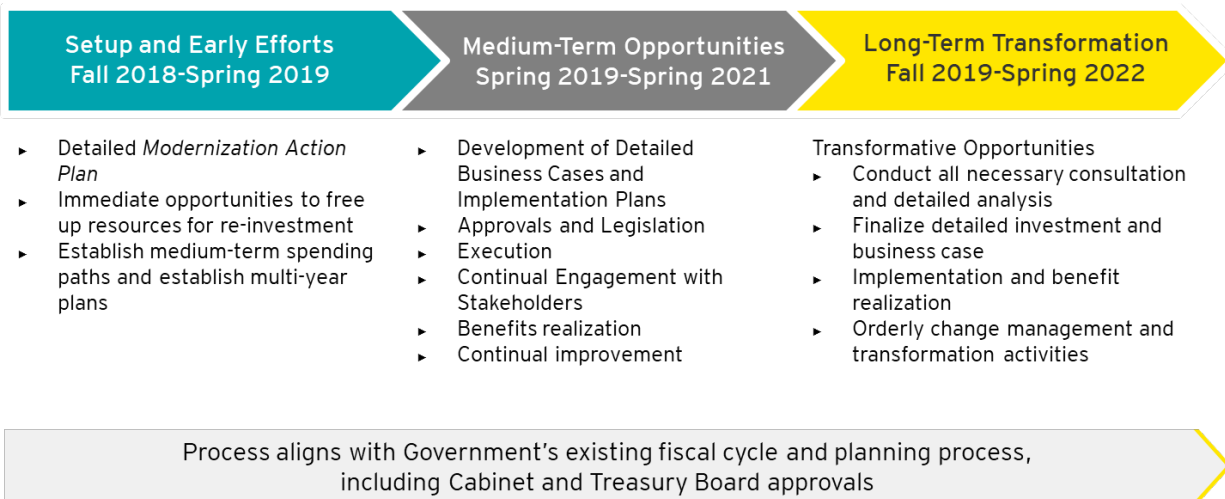 Setup and Early Efforts
Fall 2018-Spring 2019
Medium-Term Opportunities
Spring 2019-Spring 2021
Long-Term Transformation
Fall 2019-Spring 2022
► Detailed Modernization Action
Plan
► Immediate opportunities to free
up resources for re-investment
► Establish medium-term spending
paths and establish multi-year
plans
► Development of Detailed
Business Cases and
Implementation Plans
► Approvals and Legislation
► Execution
► Continual Engagement with
Stakeholders
► Benefits realization
► Continual improvement
Transformative Opportunities
► Conduct all necessary consultation
and detailed analysis
► Finalize detailed investment and
business case
► Implementation and benefit
realization
► Orderly change management and
transformation activities
Process aligns with Government's existing fiscal cycle and planning process,
including Cabinet and Treasury Board approvals